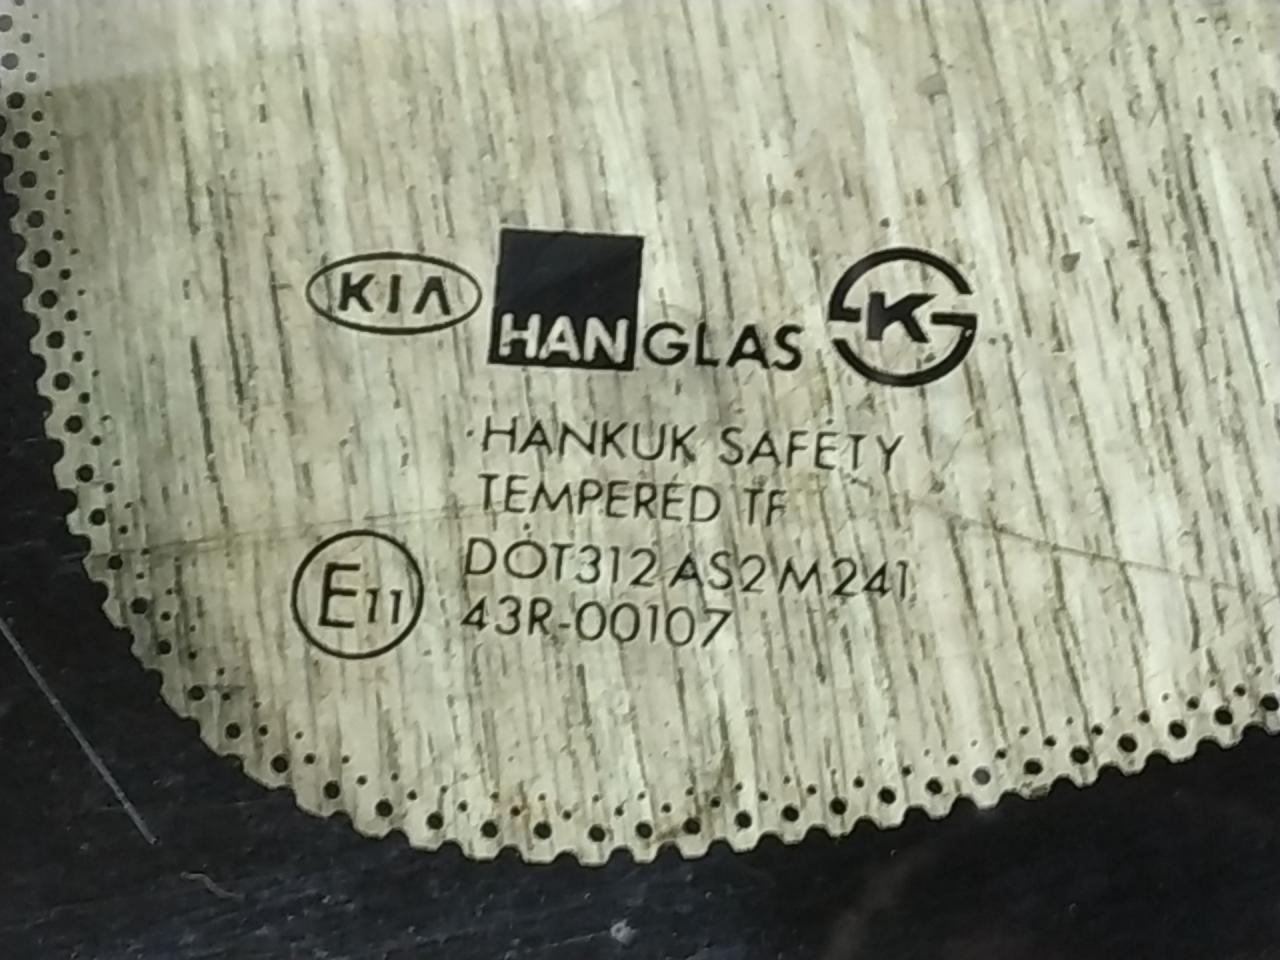 KIA HANGLAS K
HANKUK SAFETY
TEMPERED TF
DOT312 AS2 M241
E11 43R-00107